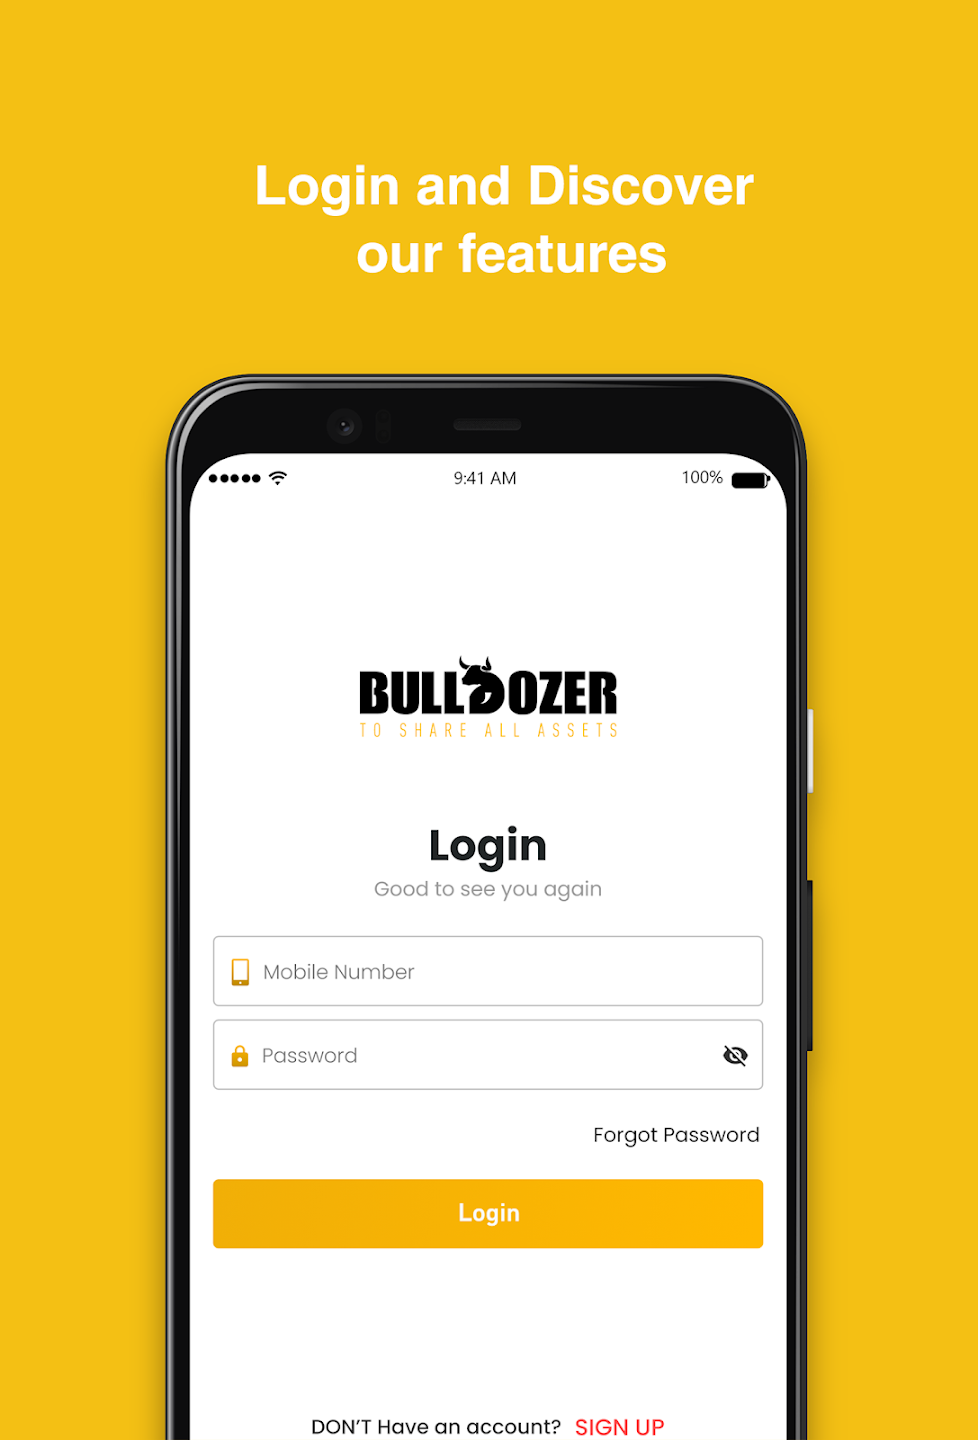 Login and Discover
our features
9:41 AM
100%
BULLDOZER
TO SHARE ALL ASSETS
Login
Good to see you again
Mobile Number
Password
Forgot Password
Login
DON'T Have an account? SIGN UP